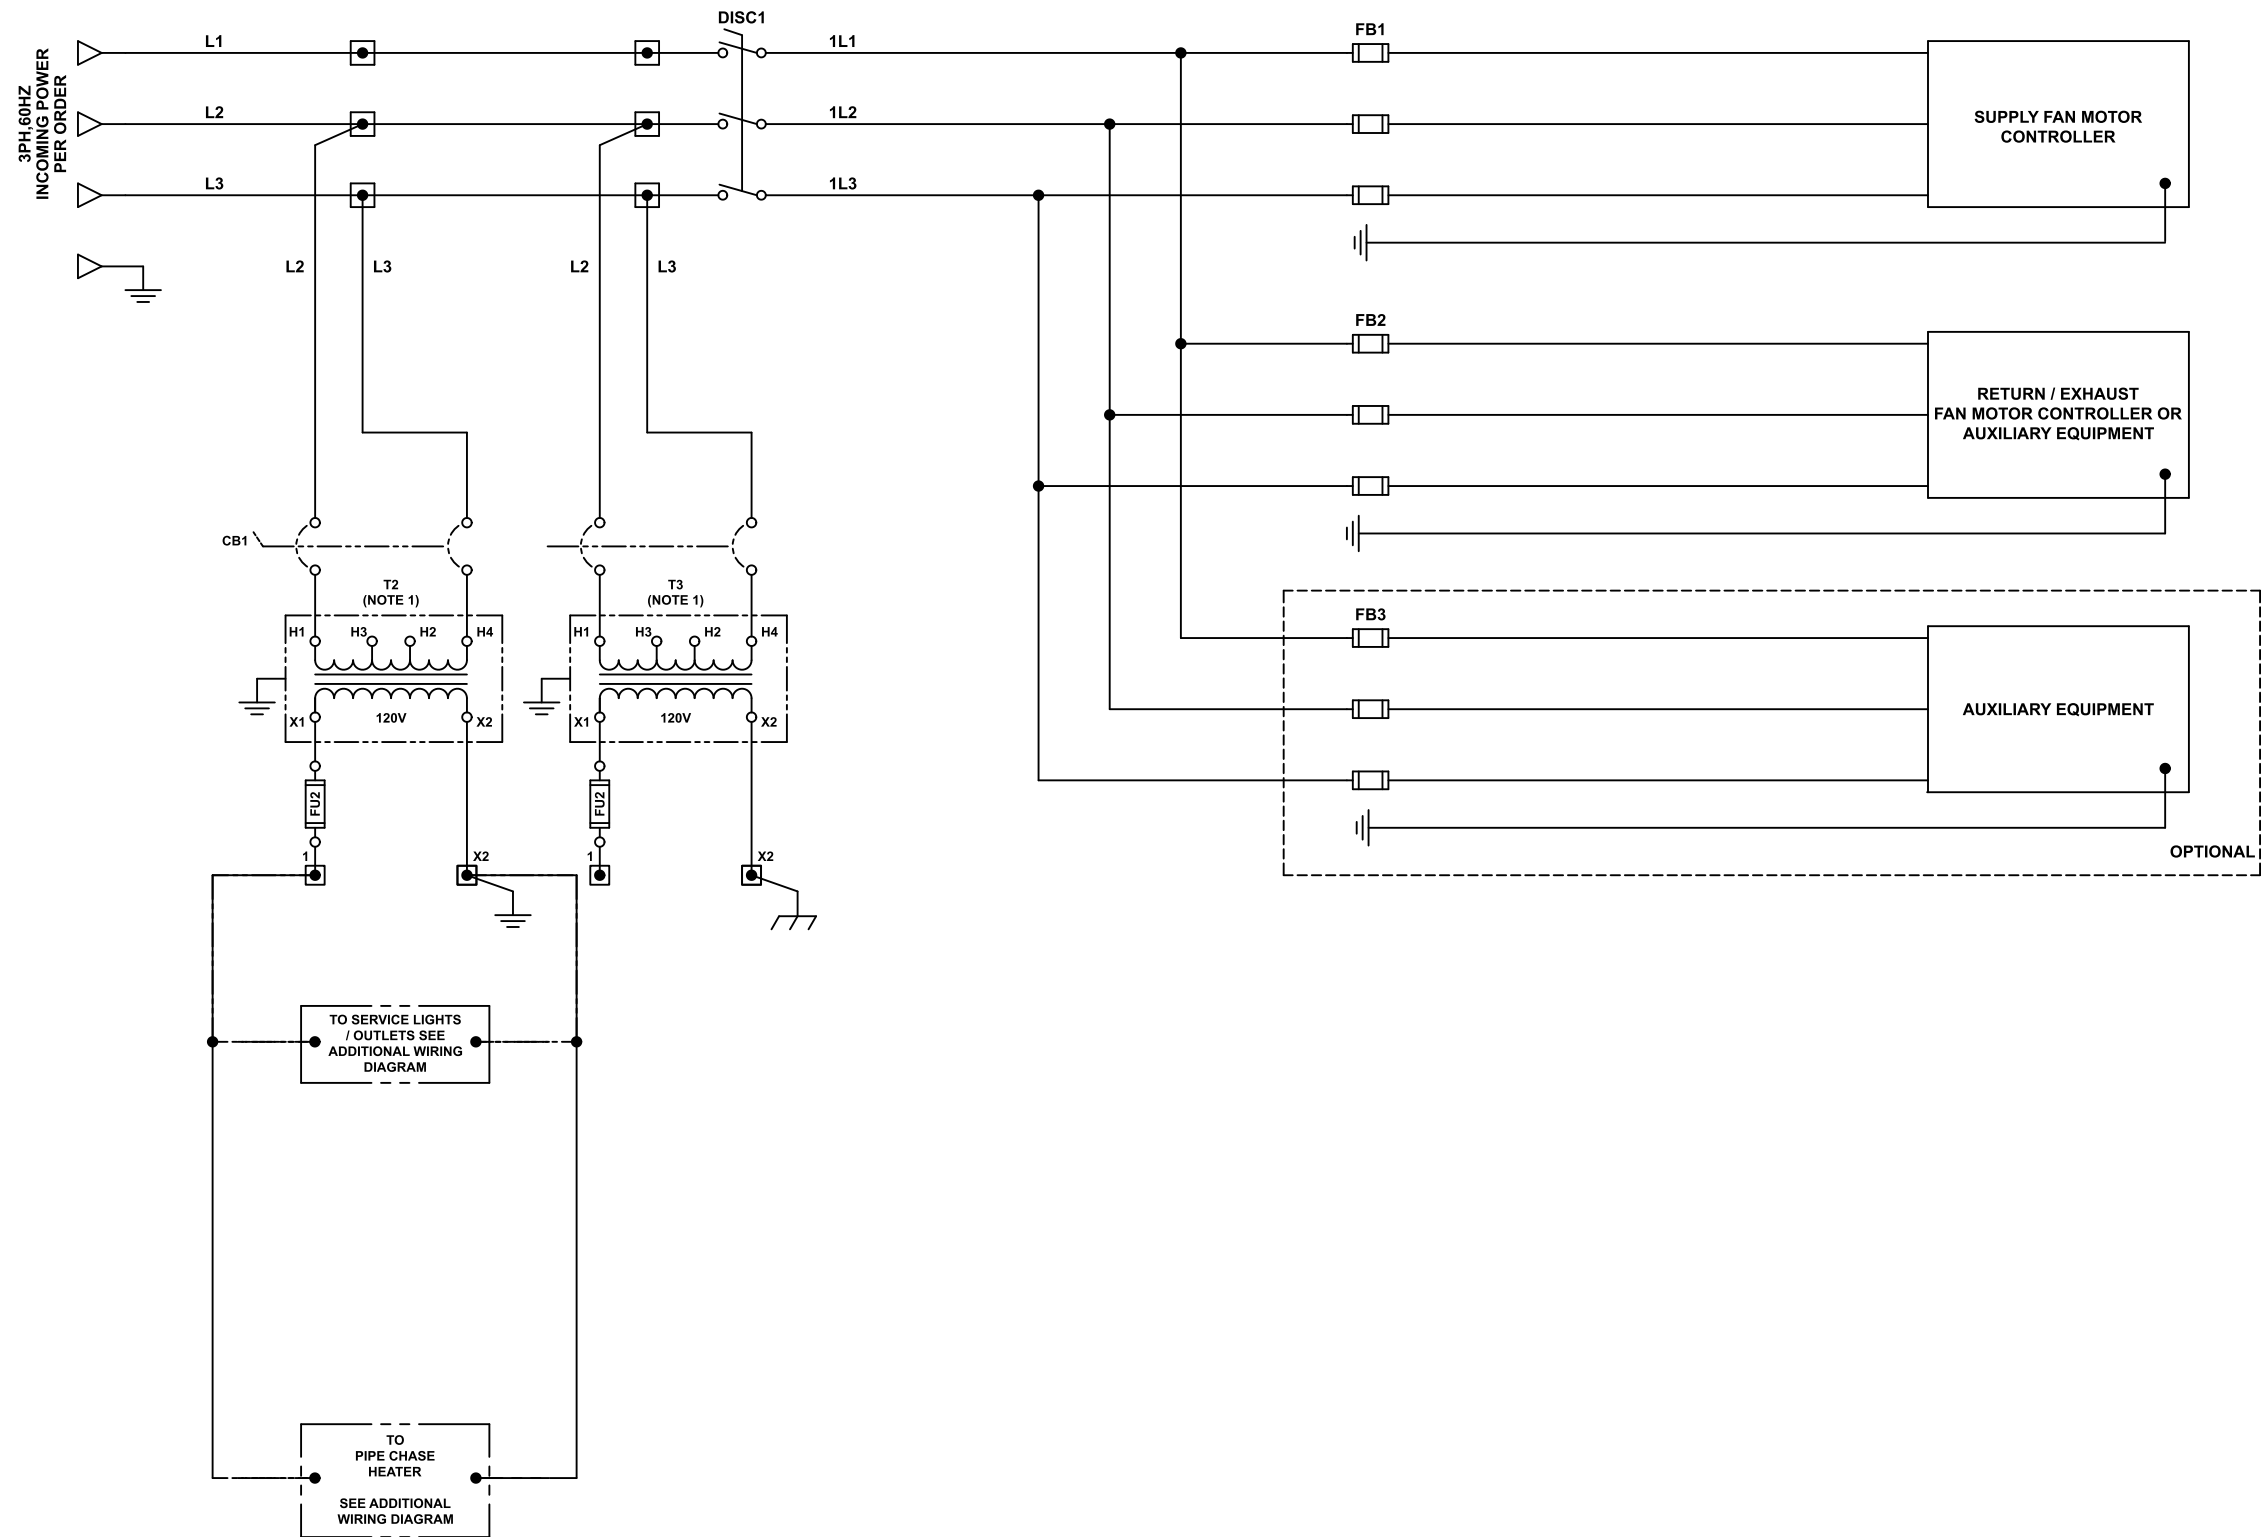 DISC1
3PH,60HZ
INCOMING POWER
PER ORDER
L1
1L1
FB1
L2
1L2
L3
1L3
SUPPLY FAN MOTOR
CONTROLLER
L2
L3
L2
L3
FB2
RETURN / EXHAUST
FAN MOTOR CONTROLLER OR
AUXILIARY EQUIPMENT
CB1
T2
(NOTE 1)
T3
(NOTE 1)
H1
H3
H2
H4
H1
H3
H2
H4
FB3
X1
120V
X2
X1
120V
X2
AUXILIARY EQUIPMENT
FU2
FU2
1
X2
1
X2
OPTIONAL
TO SERVICE LIGHTS
/ OUTLETS SEE
ADDITIONAL WIRING
DIAGRAM
TO
PIPE CHASE
HEATER
SEE ADDITIONAL
WIRING DIAGRAM